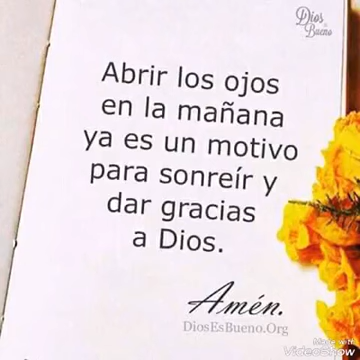 Dios
es
Bueno
Abrir los ojos
en la mañana
ya es un motivo
para sonreír y
dar gracias
a Dios.
Amén.
DiosEsBueno.Org
Made with
VideoShow